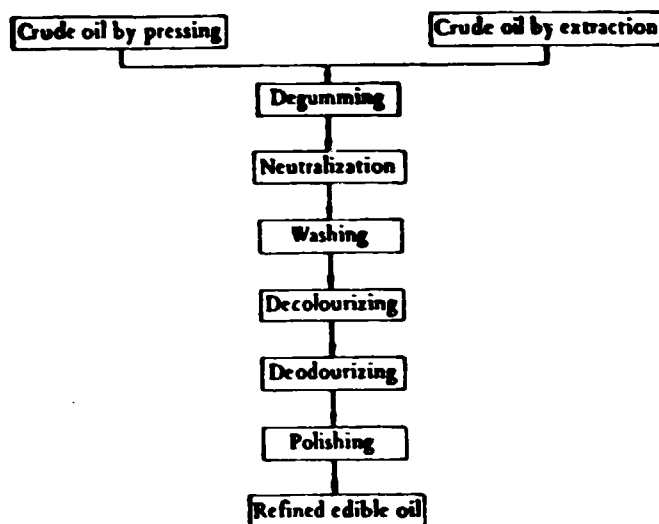 Crude oil by pressing
Crude oil by extraction
Degumming
Neutralization
Washing
Decolourizing
Deodourizing
Polishing
Refined edible oil